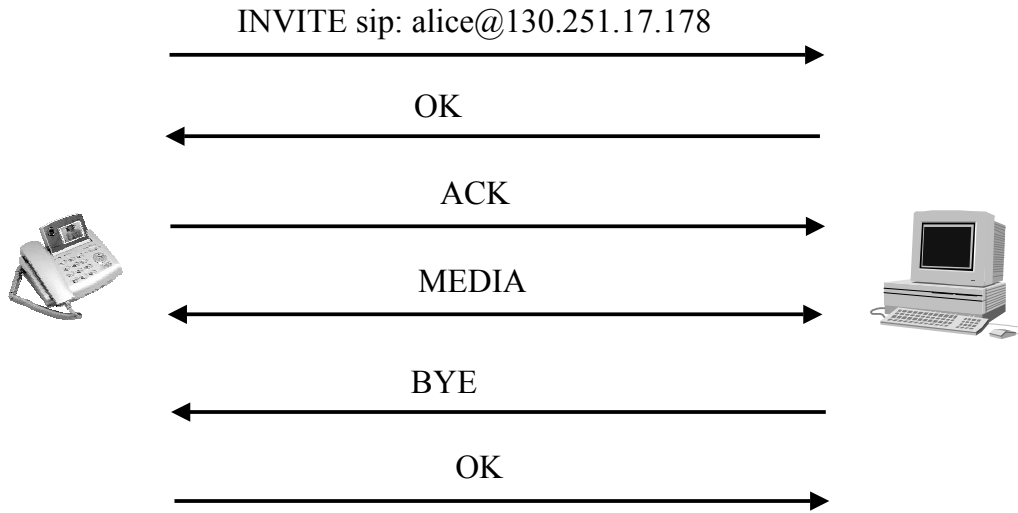 INVITE sip: alice@130.251.17.178
OK
ACK
MEDIA
BYE
OK